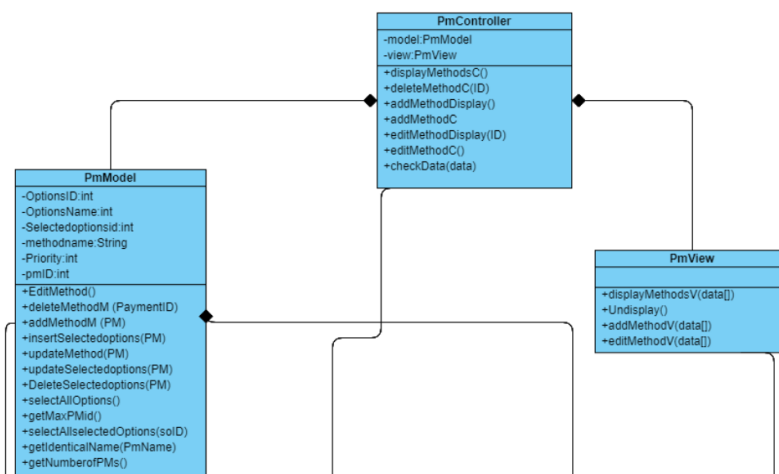 PmController
-model:PmModel
-view:PmView
+displayMethodsC()
+deleteMethodC(ID)
+addMethodDisplay()
+addMethodC
+editMethodDisplay(ID)
+editMethodC()
+checkData(data)
PmModel
-OptionsID:int
-OptionsName:int
-Selectedoptionsid:int
-methodname:String
-Priority:int
-pmID:int
+EditMethod()
+deleteMethodM (PaymentID)
+addMethodM (PM)
+insertSelectedoptions(PM)
+updateMethod(PM)
+updateSelectedoptions(PM)
+DeleteSelectedoptions(PM)
+selectAllOptions()
+getMaxPMid()
+selectAllselectedOptions(soID)
+getIdenticalName(PmName)
+getNumberofPMs()
PmView
+displayMethodsV(data[])
+Undisplay()
+addMethodV(data[])
+editMethodV(data[])